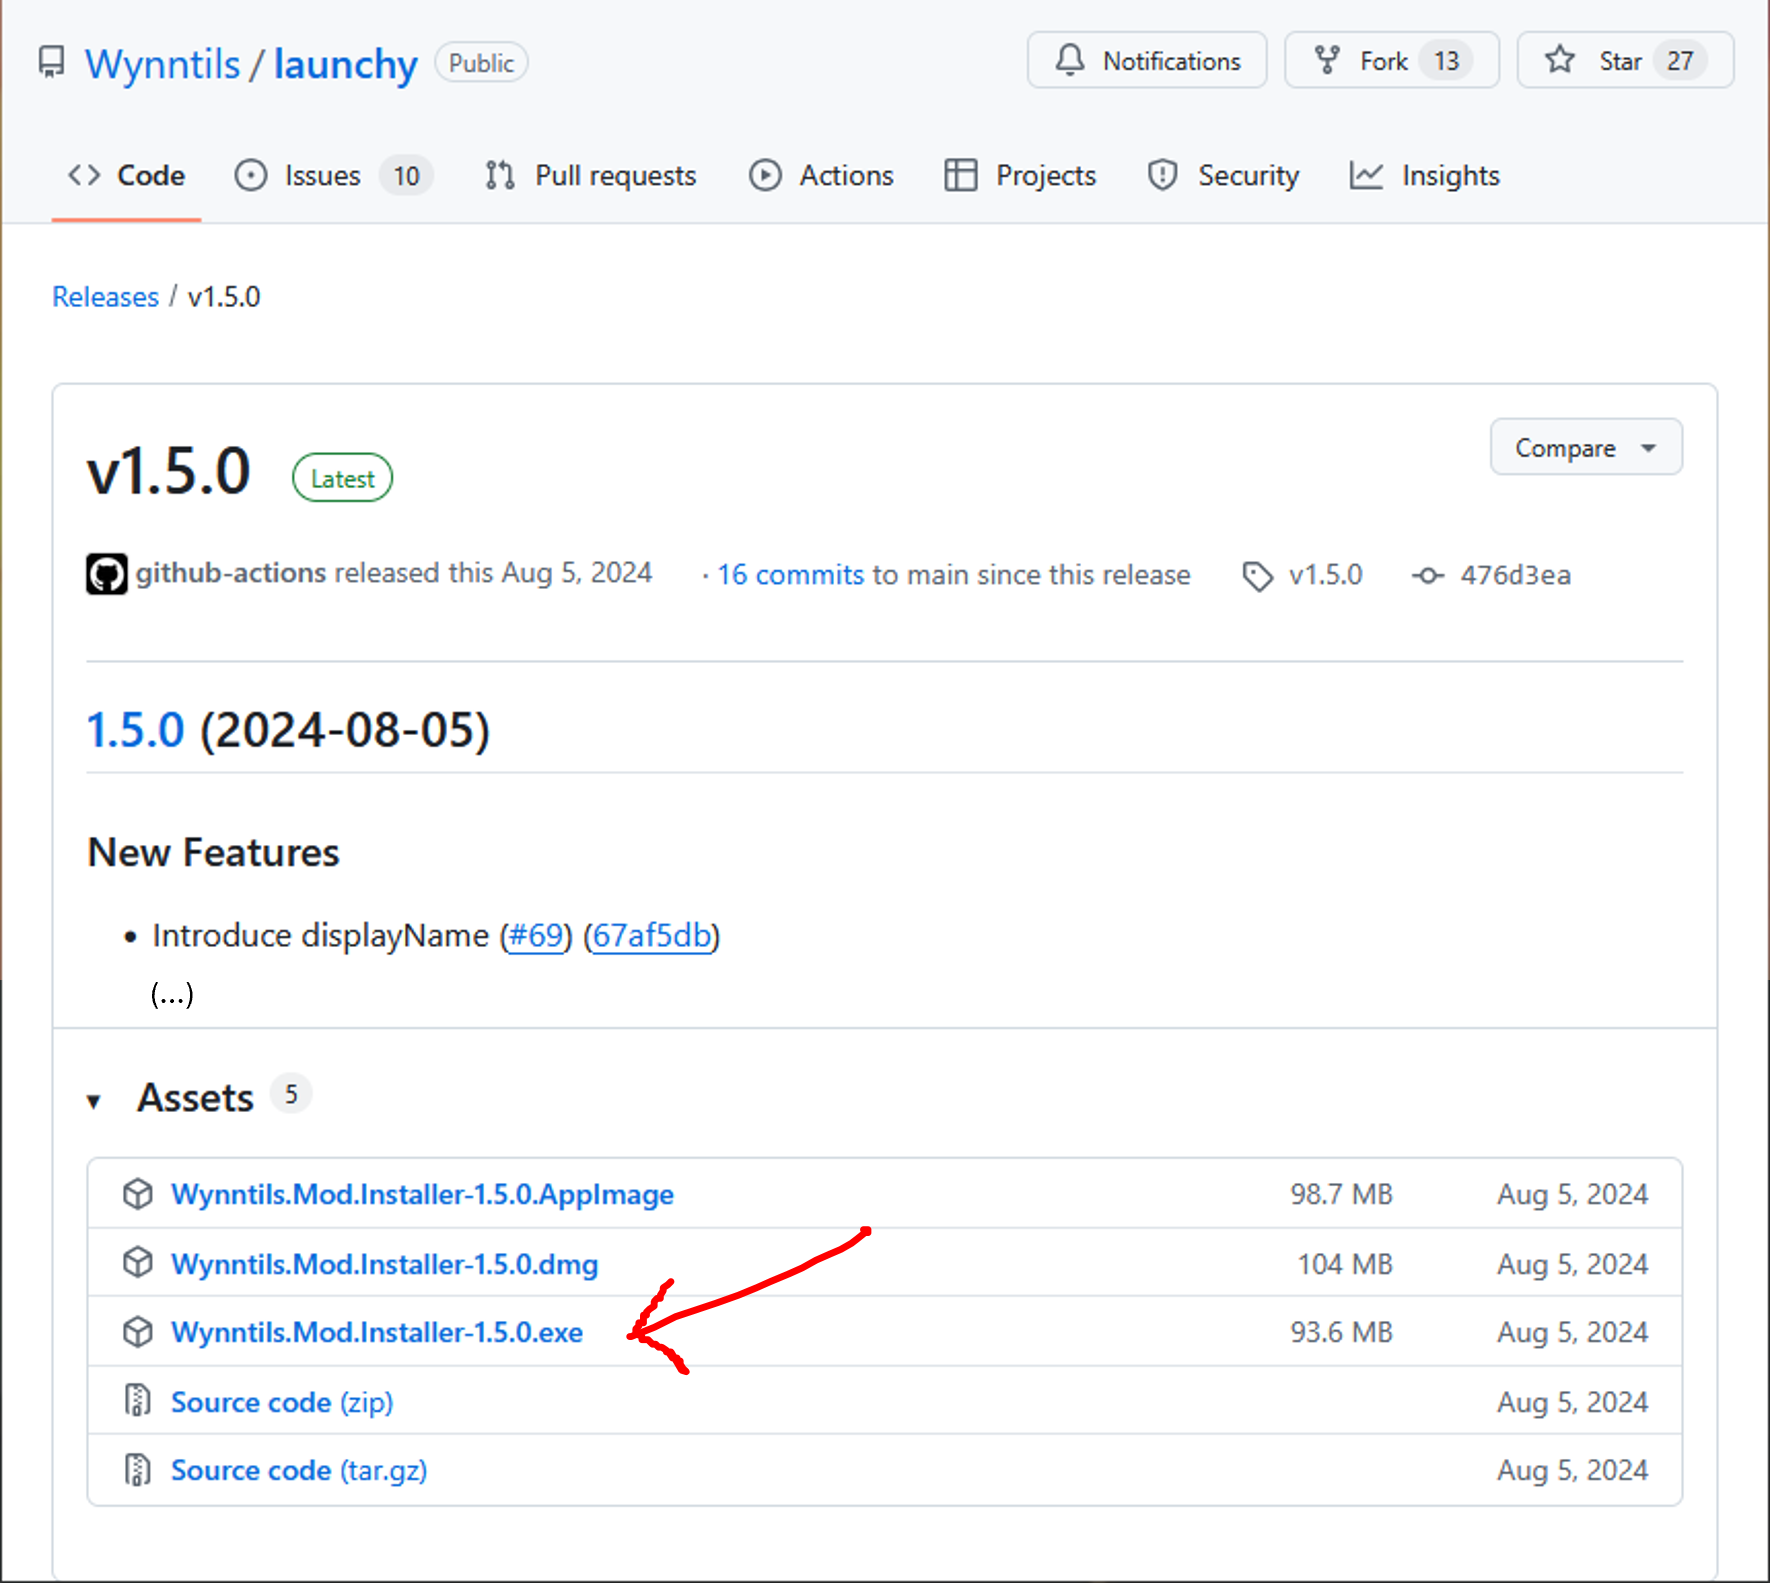 Wynntils / launchy Public Notifications Fork 13 Star 27
Code Issues 10 Pull requests Actions Projects Security Insights
Releases / v1.5.0
v1.5.0 Latest Compare
github-actions released this Aug 5, 2024 · 16 commits to main since this release v1.5.0 476d3ea
1.5.0 (2024-08-05)
New Features
• Introduce displayName (#69) (67af5db)
(...)
Assets 5
Wynntils.Mod.Installer-1.5.0.AppImage 98.7 MB Aug 5, 2024
Wynntils.Mod.Installer-1.5.0.dmg 104 MB Aug 5, 2024
Wynntils.Mod.Installer-1.5.0.exe 93.6 MB Aug 5, 2024
Source code (zip) Aug 5, 2024
Source code (tar.gz) Aug 5, 2024